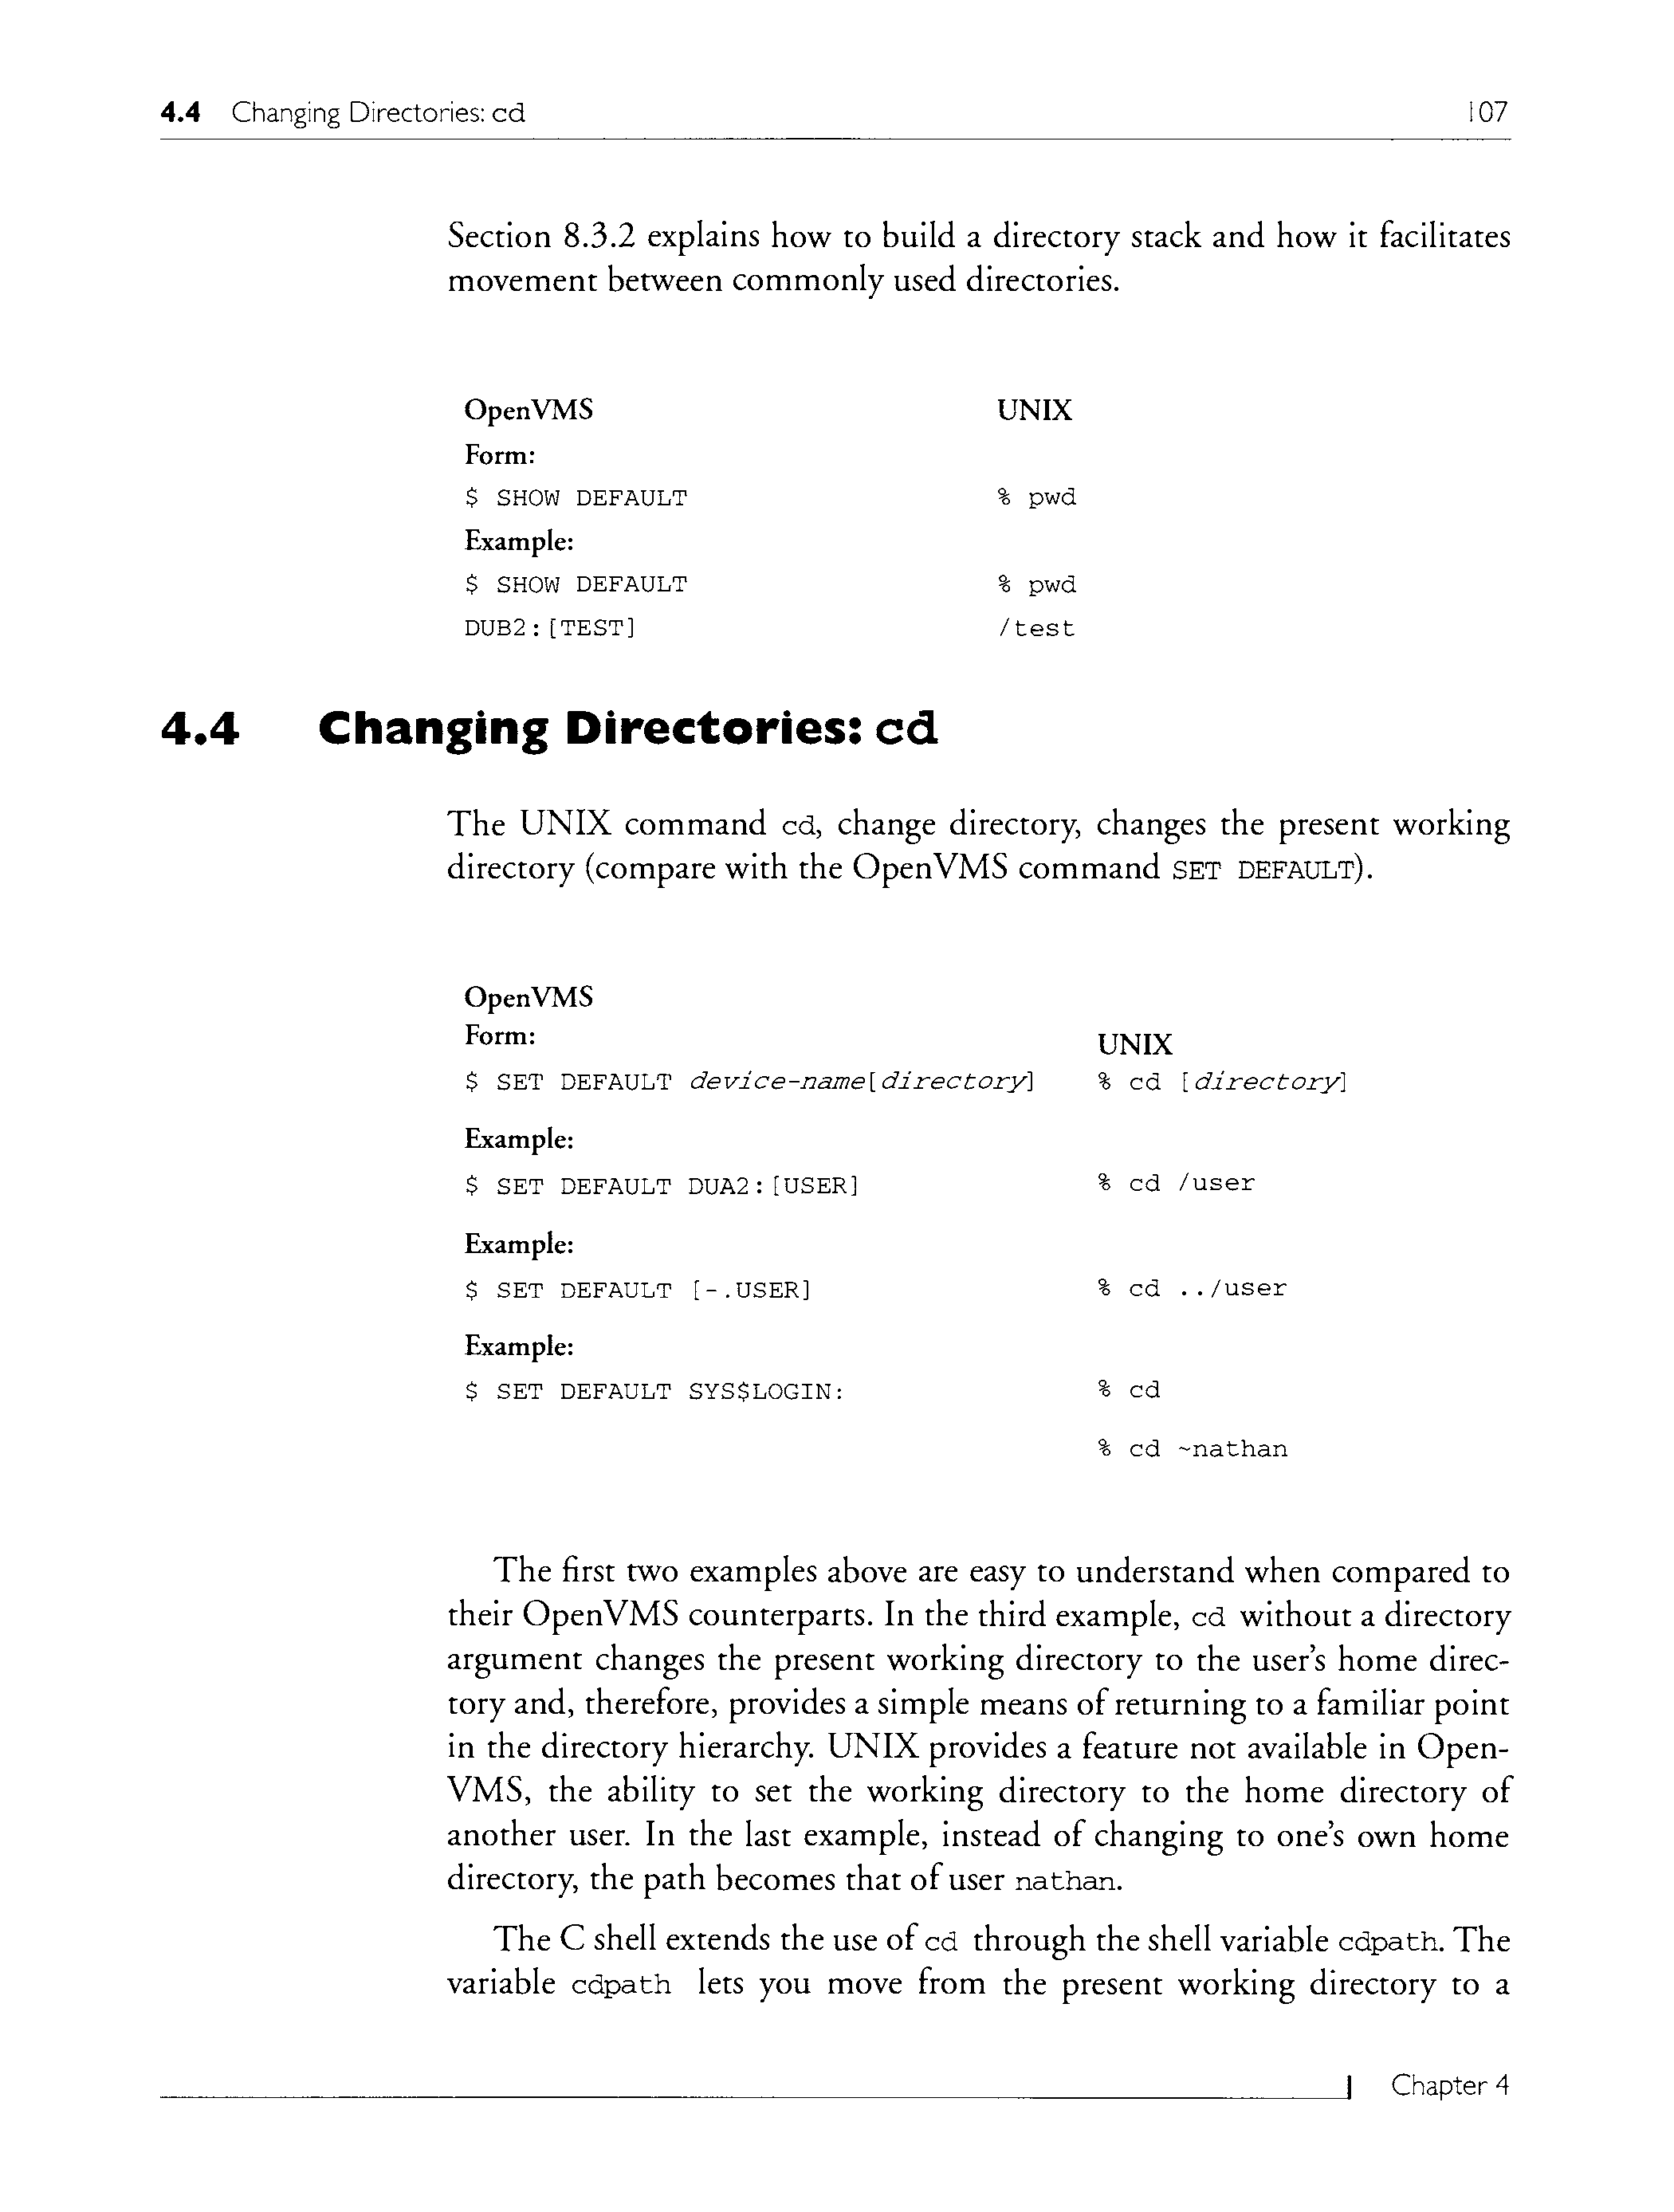 4.4 Changing Directories: cd 107
Section 8.3.2 explains how to build a directory stack and how it facilitates
movement between commonly used directories.
OpenVMS UNIX
Form:
$ SHOW DEFAULT % pwd
Example:
$ SHOW DEFAULT % pwd
DUB2:[TEST] /test
4.4 Changing Directories: cd
The UNIX command cd, change directory, changes the present working
directory (compare with the OpenVMS command SET DEFAULT).
OpenVMS
Form:
UNIX
$ SET DEFAULT device-name[directory] % cd [directory]
Example:
$ SET DEFAULT DUA2:[USER] % cd /user
Example:
$ SET DEFAULT [-.USER] % cd ../user
Example:
$ SET DEFAULT SYS$LOGIN: % cd
% cd ~nathan
The first two examples above are easy to understand when compared to
their OpenVMS counterparts. In the third example, cd without a directory
argument changes the present working directory to the user's home direc-
tory and, therefore, provides a simple means of returning to a familiar point
in the directory hierarchy. UNIX provides a feature not available in Open-
VMS, the ability to set the working directory to the home directory of
another user. In the last example, instead of changing to one's own home
directory, the path becomes that of user nathan.
The C shell extends the use of cd through the shell variable cdpath. The
variable cdpath lets you move from the present working directory to a
Chapter 4